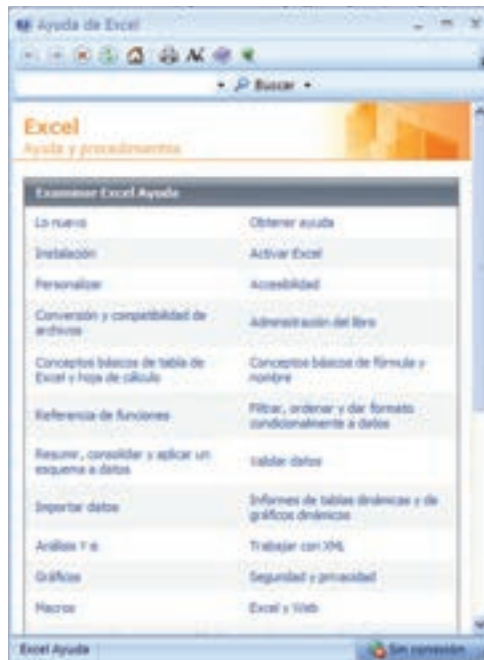 Ayuda de Excel
Buscar
Excel
Ayuda y procedimientos
Examinar Excel Ayuda
Lo nuevo
Obtener ayuda
Instalación
Activar Excel
Personalizar
Accesibilidad
Conversión y compatibilidad de
archivos
Administración del libro
Conceptos básicos de tabla de
Excel y hoja de cálculo
Conceptos básicos de fórmula y
nombre
Referencia de funciones
Filtrar, ordenar y dar formato
condicionalmente a datos
Resumir, consolidar y aplicar un
esquema a datos
Validar datos
Importar datos
Informes de tablas dinámicas y de
gráficos dinámicos
Análisis Y si
Trabajar con XML
Gráficos
Seguridad y privacidad
Macros
Excel y Web
Excel Ayuda
Sin conexión